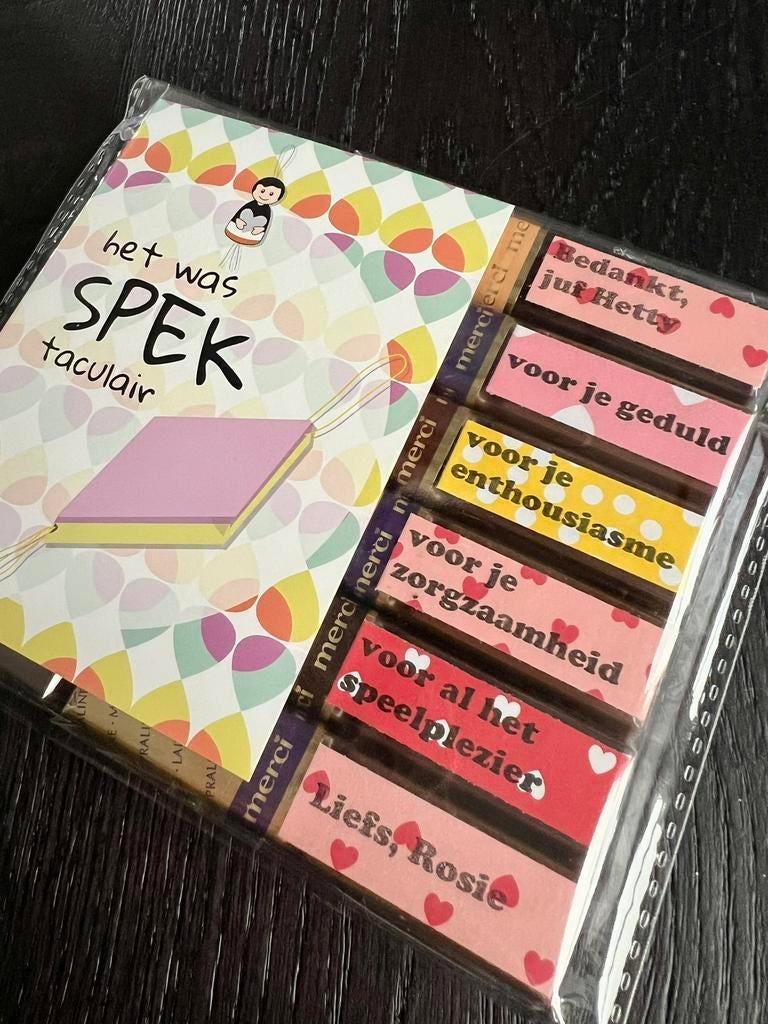 het was
SPEK
taculair
Bedankt,
juf Hetty
voor je geduld
voor je
enthousiasme
voor je
zorgzaamheid
voor al het
speelplezier
Liefs, Rosie
merci
merci
merci
merci
merci
merci